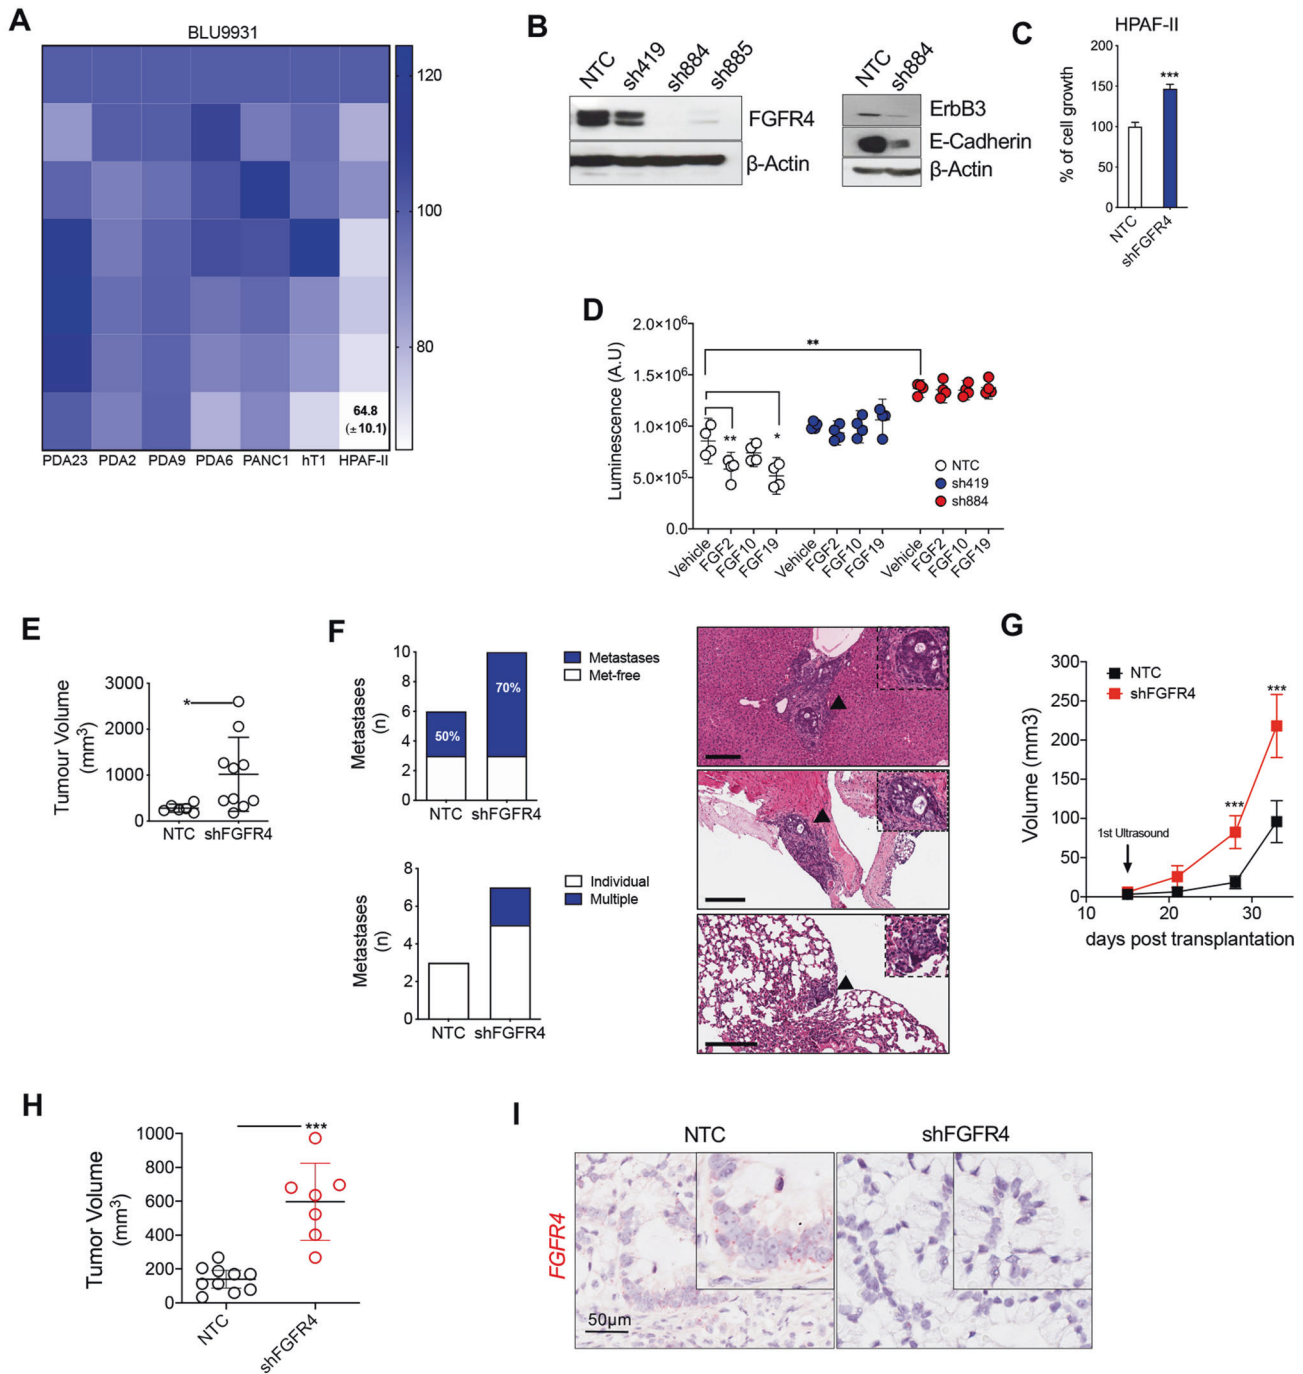 A
BLU9931
120
100
80
64.8
(±10.1)
PDA23 PDA2 PDA9 PDA6 PANC1 hT1 HPAF-II
B
NTC sh419 sh884 sh885
FGFR4
β-Actin
NTC sh884
ErbB3
E-Cadherin
β-Actin
C
HPAF-II
% of cell growth
200
150
100
50
0
***
NTC shFGFR4
D
Luminescence (A.U)
2.0×10⁶
1.5×10⁶
1.0×10⁶
5.0×10⁵
0.0
**
**
*
NTC
sh419
sh884
Vehicle FGF2 FGF10 FGF19 Vehicle FGF2 FGF10 FGF19 Vehicle FGF2 FGF10 FGF19
E
Tumour Volume
(mm³)
3000
2000
1000
0
*
NTC shFGFR4
F
Metastases
(n)
10
8
6
4
2
0
50%
70%
NTC shFGFR4
Metastases
Met-free
Metastases
(n)
8
6
4
2
0
NTC shFGFR4
Individual
Multiple
G
Volume (mm3)
300
250
200
150
100
50
0
NTC
shFGFR4
1st Ultrasound
***
***
10 20 30
days post transplantation
H
Tumor Volume
(mm³)
1000
800
600
400
200
0
***
NTC shFGFR4
I
NTC shFGFR4
FGFR4
50μm